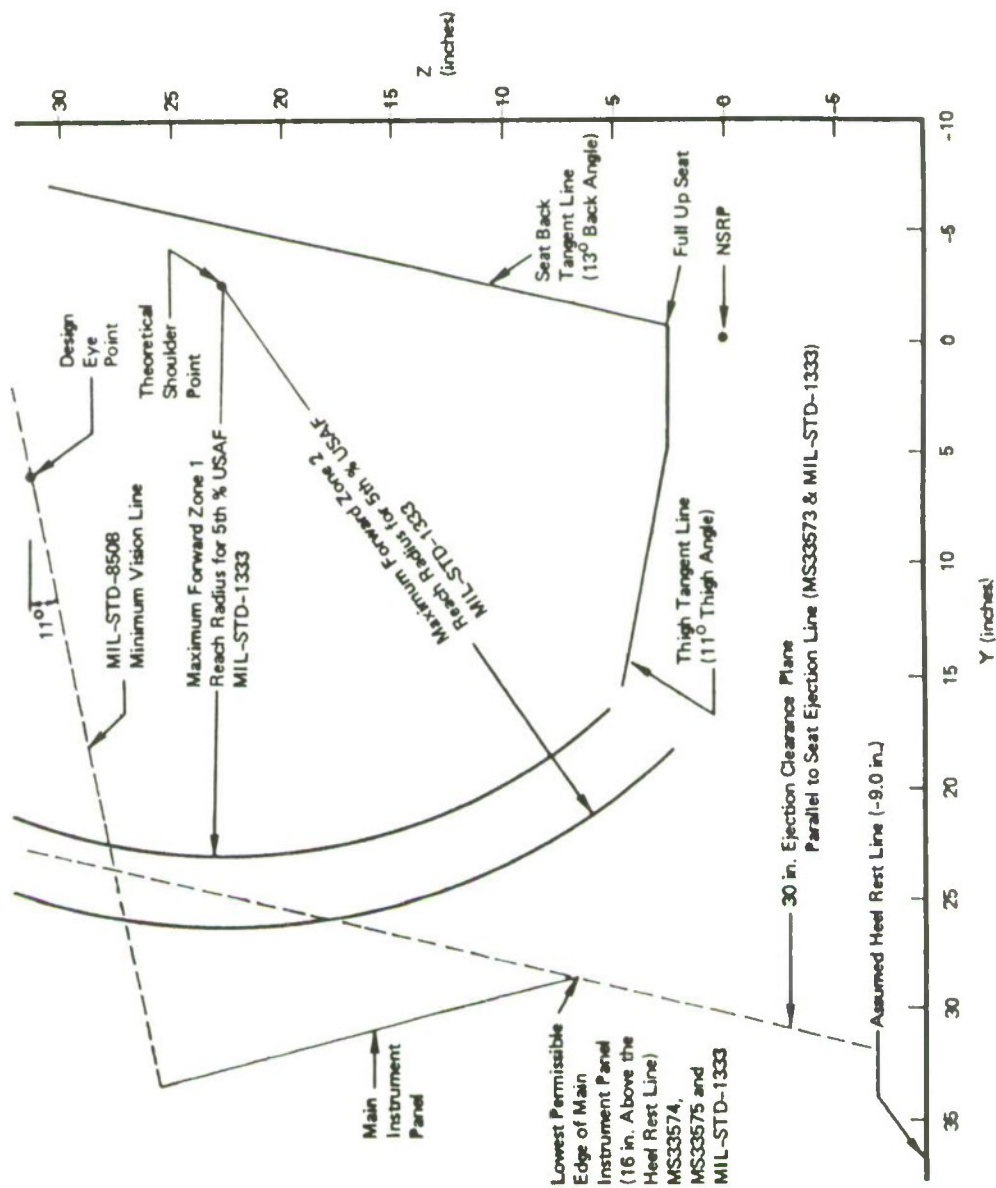 Design
Eye
Point
11°
MIL-STD-850B
Minimum Vision Line
Theoretical
Shoulder
Point
Maximum Forward Zone 1
Reach Radius for 5th % USAF
MIL-STD-1333
Maximum Forward Zone 2
Reach Radius for 5th % USAF
MIL-STD-1333
Seat Back
Tangent Line
(13° Back Angle)
Full Up Seat
NSRP
Thigh Tangent Line
(11° Thigh Angle)
Main
Instrument
Panel
Lowest Permissible
Edge of Main
Instrument Panel
(16 in. Above the
Heel Rest Line)
MS33574,
MS33575 and
MIL-STD-1333
30 in. Ejection Clearance Plane
Parallel to Seat Ejection Line (MS33573 & MIL-STD-1333)
Assumed Heel Rest Line (-9.0 in.)
30
25
20
15
10
5
0
-5
Z
(inches)
35
30
25
20
15
10
5
0
-5
-10
Y (inches)